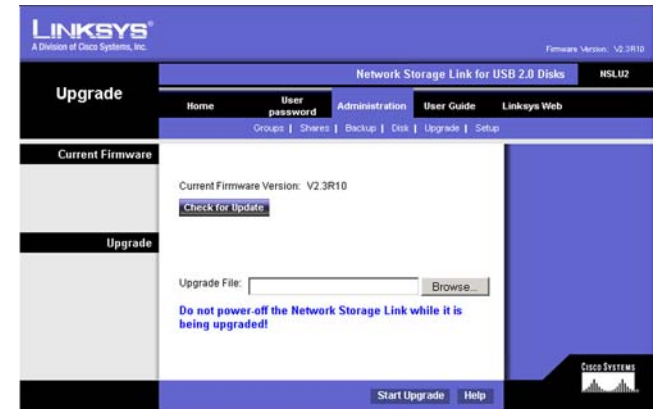 LINKSYS®
A Division of Cisco Systems, Inc.
Firmware Version: V2.3R10
Network Storage Link for USB 2.0 Disks NSLU2
Upgrade
Home User password Administration User Guide Linksys Web
Groups | Shares | Backup | Disk | Upgrade | Setup
Current Firmware
Current Firmware Version: V2.3R10
Check for Update
Upgrade
Upgrade File: Browse...
Do not power-off the Network Storage Link while it is
being upgraded!
CISCO SYSTEMS
Start Upgrade Help